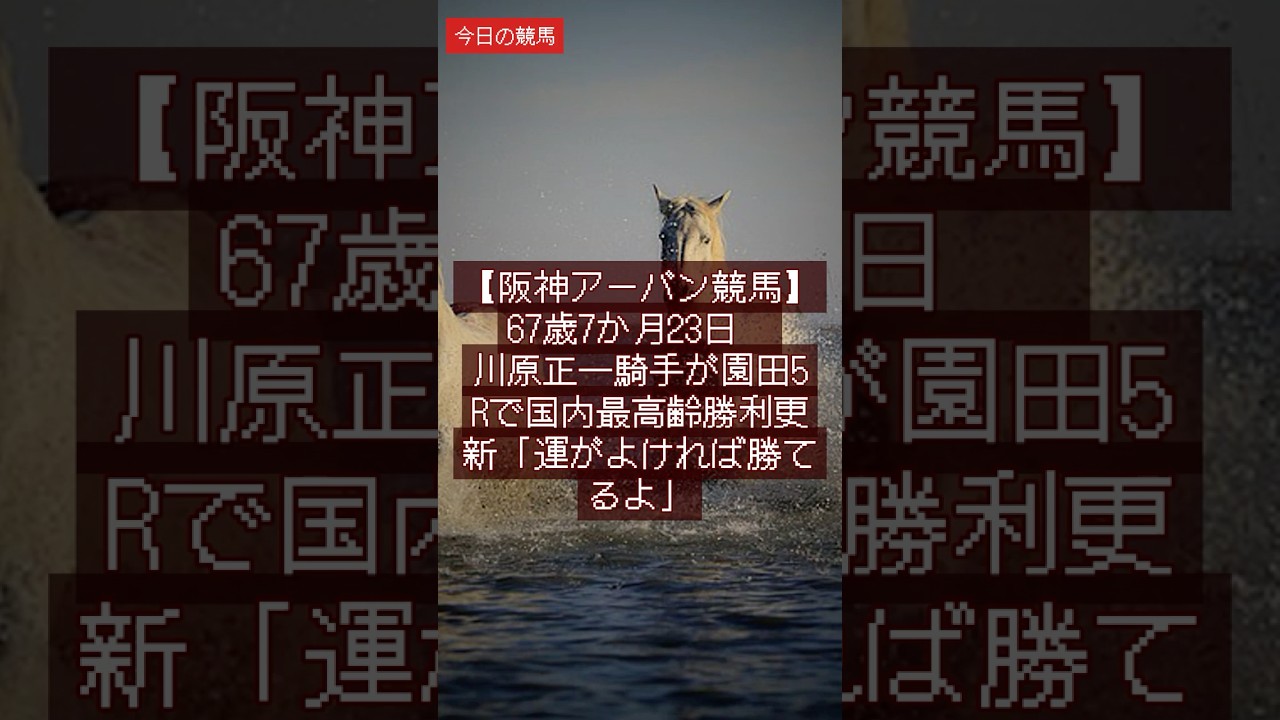 今日の競馬
【阪神アーバン競馬】
67歳7か月23日
川原正一騎手が園田5
Rで国内最高齢勝利更
新「運がよければ勝て
るよ」